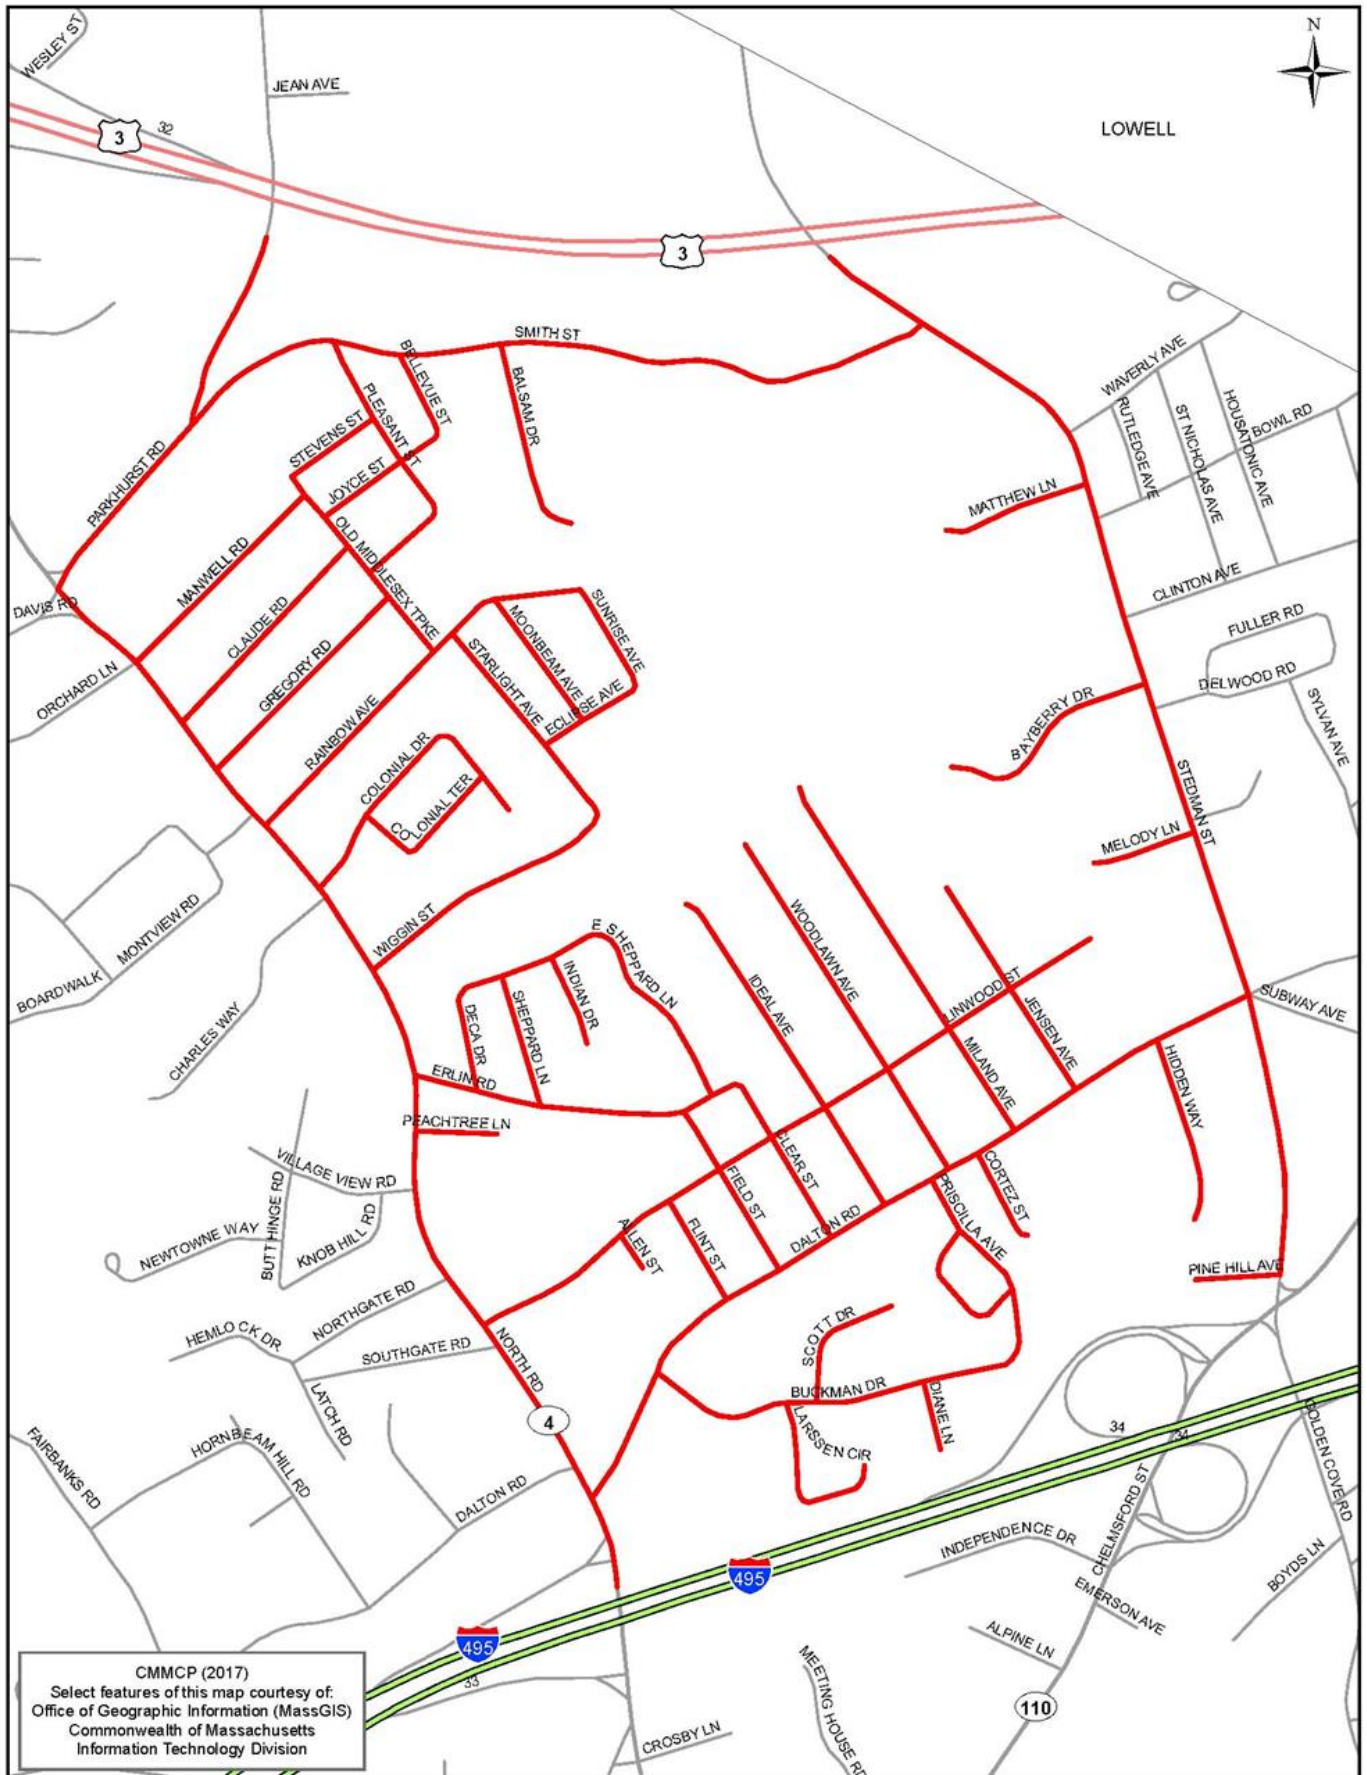 WESLEY ST
JEAN AVE
N
3
32
LOWELL
3
SMITH ST
BELLEVUE ST
PLEASANT ST
BALSAM DR
WAVERLY AVE
RUTLEDGE AVE
ST NICHOLAS AVE
HOUSATONIC AVE
BOWL RD
STEVENS ST
JOYCE ST
PARKHURST RD
MATTHEW LN
OLD MIDDLESEX TPKE
MANWELL RD
CLAUDE RD
GREGORY RD
DAVIS RD
CLINTON AVE
FULLER RD
DELWOOD RD
SYLVAN AVE
SUNRISE AVE
MOONBEAM AVE
STARLIGHT AVE
ECLIPSE AVE
ORCHARD LN
RAINBOW AVE
BAYBERRY DR
COLONIAL DR
COLONIAL TER
STEDMAN ST
MELODY LN
MONTVIEW RD
BOARDWALK
WIGGIN ST
WOODLAWN AVE
E SHEPPARD LN
IDEAL AVE
INDIAN DR
SHEPPARD LN
DECA DR
LINWOOD ST
JENSEN AVE
SUBWAY AVE
CHARLES WAY
ERLIN RD
MILAND AVE
HIDDEN WAY
PEACHTREE LN
CLEAR ST
VILLAGE VIEW RD
FIELD ST
CORTEZ ST
PRISCILLA AVE
BUTTHINGE RD
NEWTOWNE WAY
KNOB HILL RD
ALLEN ST
FLINT ST
DALTON RD
PINE HILL AVE
NORTHGATE RD
HEMLOCK DR
SOUTHGATE RD
NORTH RD
SCOTT DR
LATCH RD
BUCKMAN DR
DIANE LN
LARSSEN CIR
4
34
34
GOLDEN COVE RD
FAIRBANKS RD
HORNBEAM HILL RD
DALTON RD
CHELMSFORD ST
INDEPENDENCE DR
BOYDS LN
495
EMERSON AVE
ALPINE LN
495
33
MEETING HOUSE RD
110
CROSBY LN
CMMCP (2017)
Select features of this map courtesy of:
Office of Geographic Information (MassGIS)
Commonwealth of Massachusetts
Information Technology Division